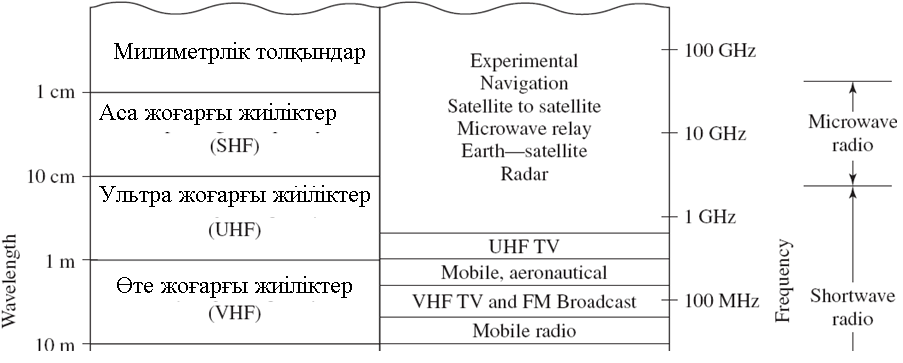 Милиметрлік толқындар
1 cm
Аса жоғарғы жиіліктер
(SHF)
10 cm
Ультра жоғарғы жиіліктер
(UHF)
1 m
Өте жоғарғы жиіліктер
(VHF)
10 m
Wavelength
Experimental
Navigation
Satellite to satellite
Microwave relay
Earth—satellite
Radar
UHF TV
Mobile, aeronautical
VHF TV and FM Broadcast
Mobile radio
100 GHz
10 GHz
1 GHz
100 MHz
Frequency
Microwave
radio
Shortwave
radio